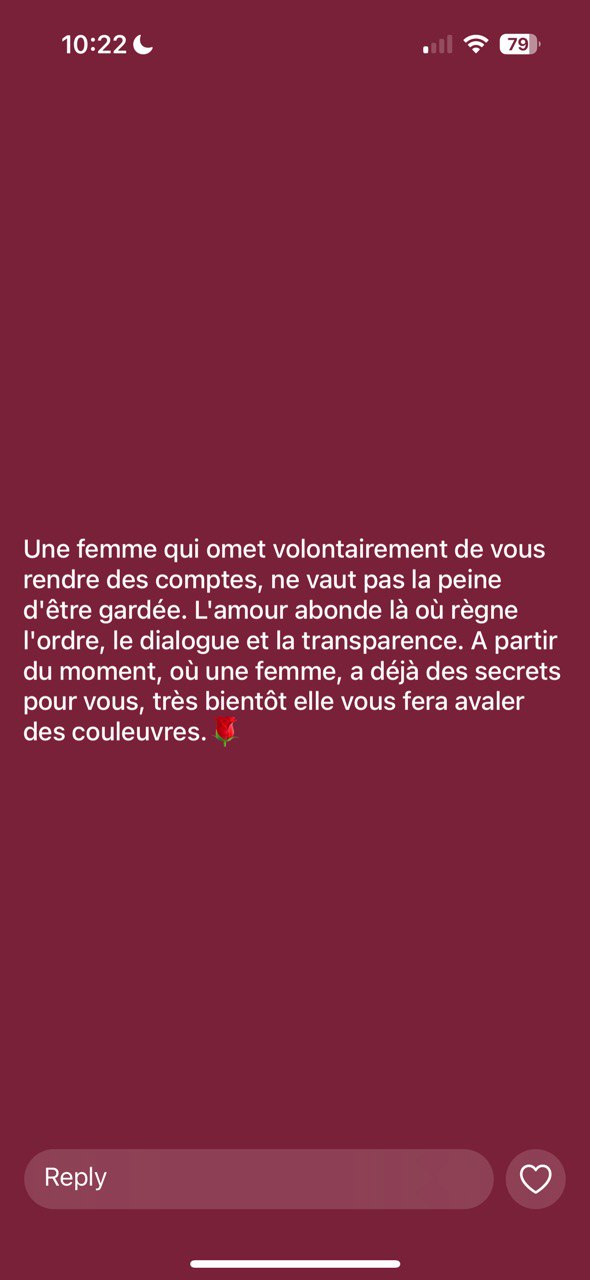 10:22
79
Une femme qui omet volontairement de vous
rendre des comptes, ne vaut pas la peine
d'être gardée. L'amour abonde là où règne
l'ordre, le dialogue et la transparence. A partir
du moment, où une femme, a déjà des secrets
pour vous, très bientôt elle vous fera avaler
des couleuvres.🌹
Reply